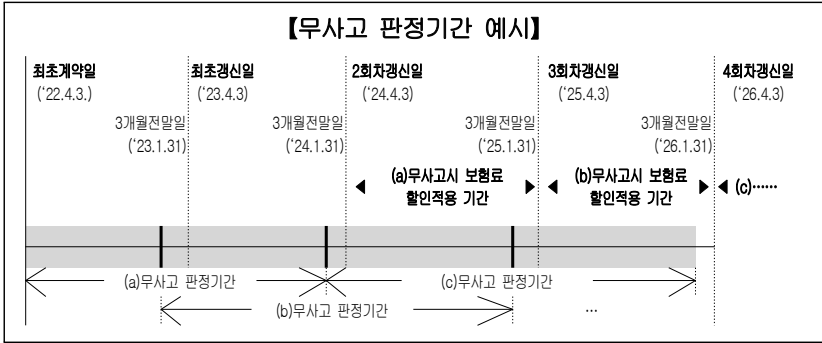 【무사고 판정기간 예시】
최초계약일 최초갱신일 2회차갱신일 3회차갱신일 4회차갱신일
(‘22.4.3.) (‘23.4.3) (‘24.4.3) (‘25.4.3) (‘26.4.3)
3개월전말일 3개월전말일 3개월전말일 3개월전말일
(‘23.1.31) (‘24.1.31) (‘25.1.31) (‘26.1.31)
(a)무사고시 보험료 (b)무사고시 보험료
할인적용 기간 할인적용 기간
(c)……
(a)무사고 판정기간 (c)무사고 판정기간
(b)무사고 판정기간 …